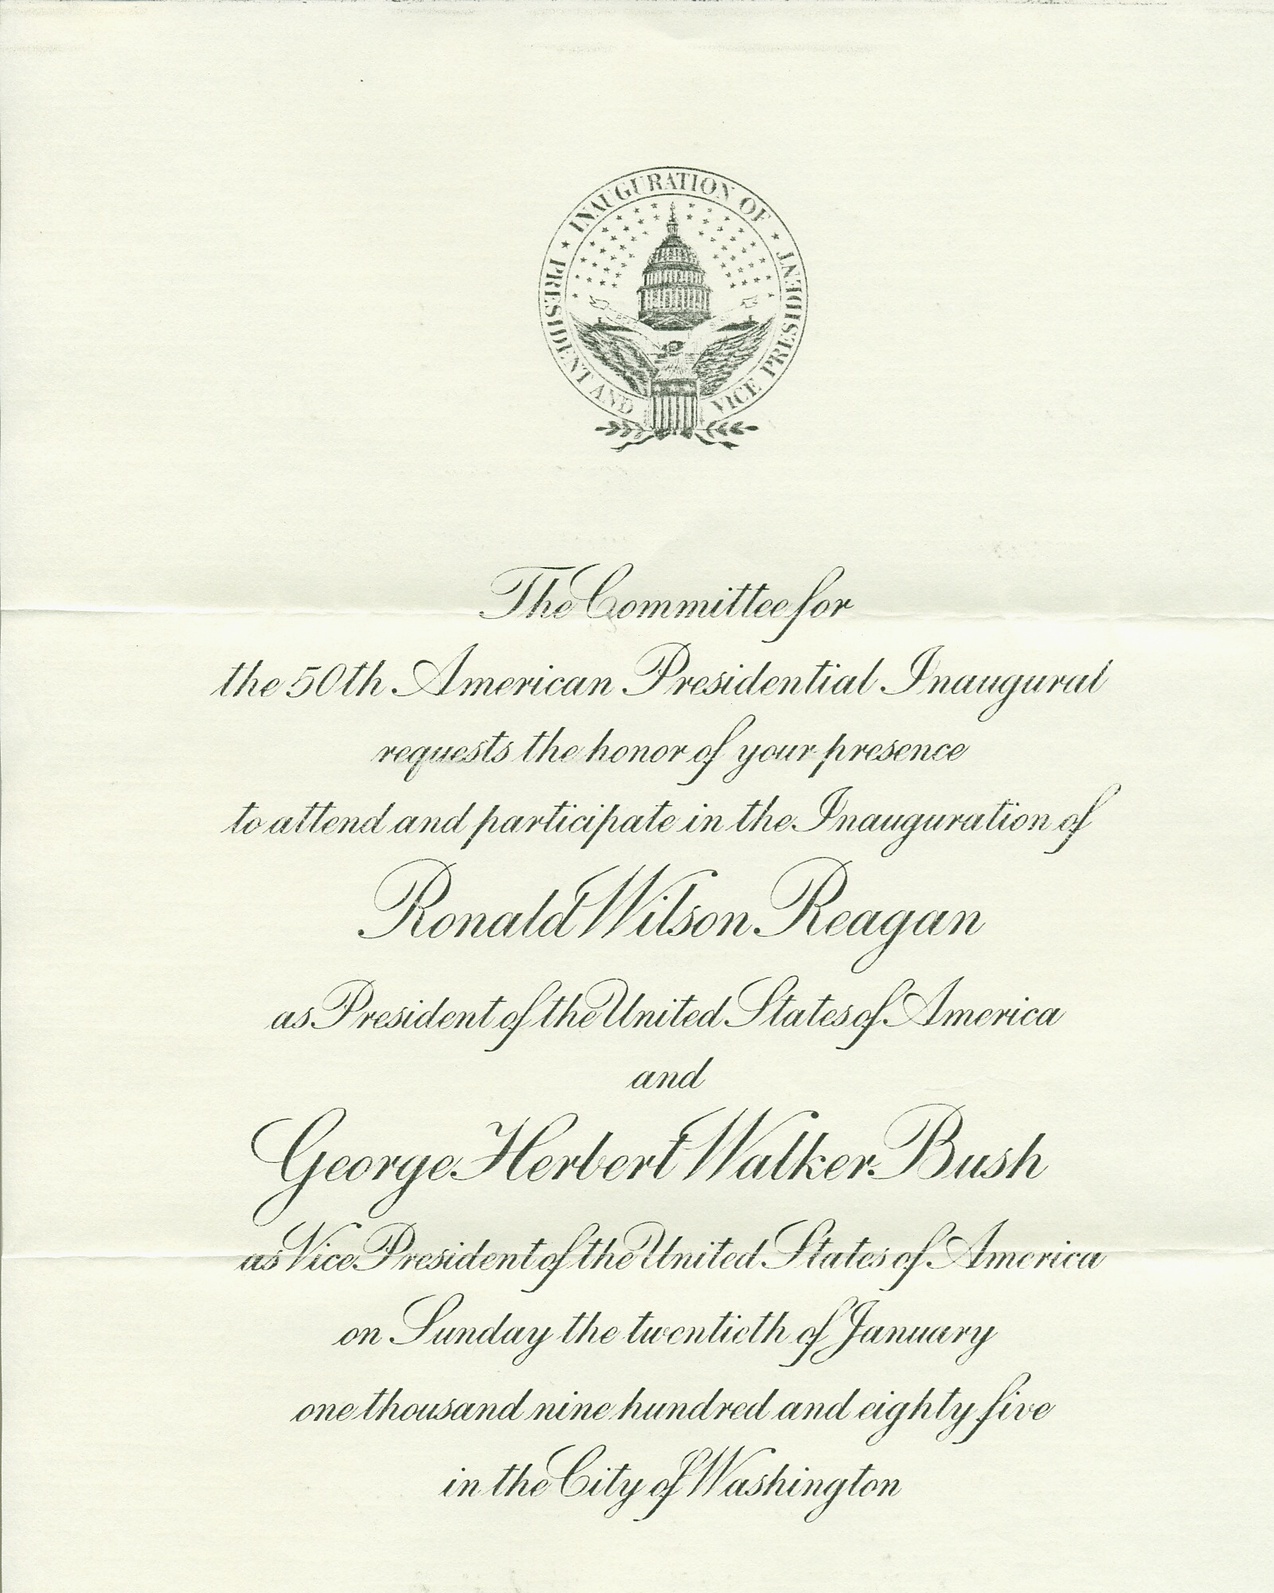 INAUGURATION OF
PRESIDENT AND VICE PRESIDENT
The Committee for
the 50th American Presidential Inaugural
requests the honor of your presence
to attend and participate in the Inauguration of
Ronald Wilson Reagan
as President of the United States of America
and
George Herbert Walker Bush
as Vice President of the United States of America
on Sunday the twentieth of January
one thousand nine hundred and eighty five
in the City of Washington